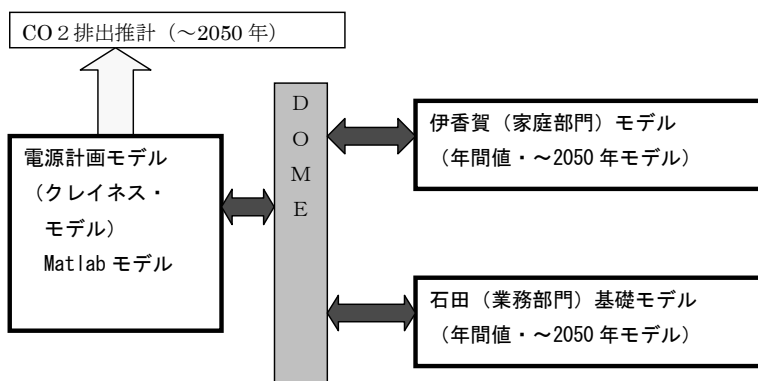 CO２排出推計（～2050 年）
電源計画モデル
（クレイネス・
モデル）
Matlab モデル
D
O
M
E
伊香賀（家庭部門）モデル
（年間値・～2050 年モデル）
石田（業務部門）基礎モデル
（年間値・～2050 年モデル）